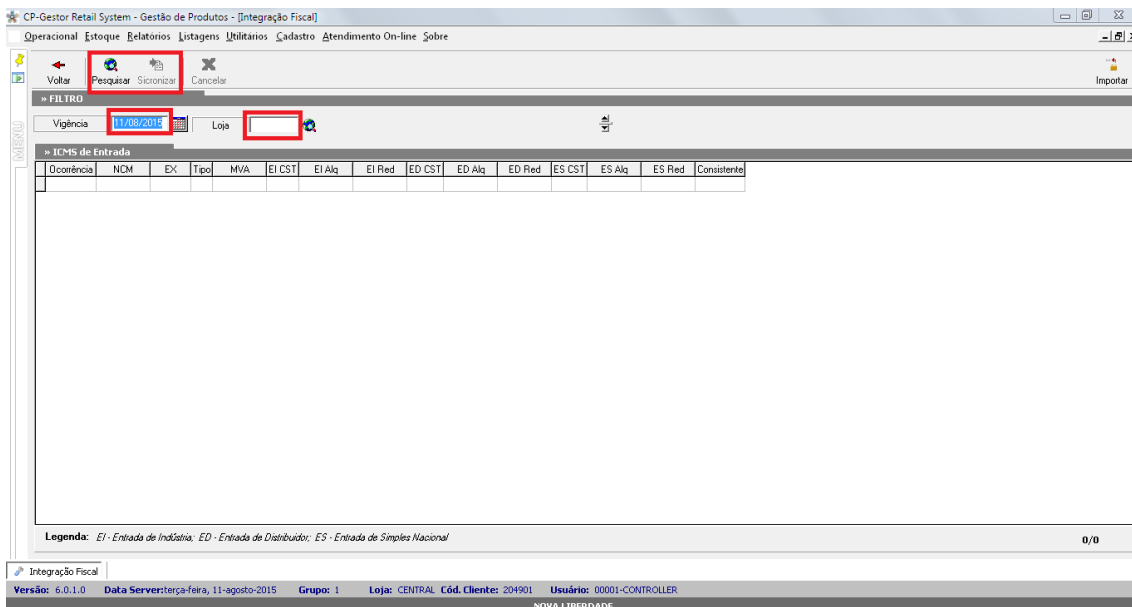 CP-Gestor Retail System - Gestão de Produtos - [Integração Fiscal]
Operacional Estoque Relatórios Listagens Utilitários Cadastro Atendimento On-line Sobre
Voltar Pesquisar Sicronizar Cancelar Importar
» FILTRO
Vigência 11/08/2015 Loja
MENU
» ICMS de Entrada
Ocorrência NCM EX Tipo MVA EI CST EI Alq EI Red ED CST ED Alq ED Red ES CST ES Alq ES Red Consistente
Legenda: EI - Entrada de Indústria; ED - Entrada de Distribuidor; ES - Entrada de Simples Nacional
0/0
Integração Fiscal
Versão: 6.0.1.0 Data Server:terça-feira, 11-agosto-2015 Grupo: 1 Loja: CENTRAL Cód. Cliente: 204901 Usuário: 00001-CONTROLLER
NOVA LIBERDADE